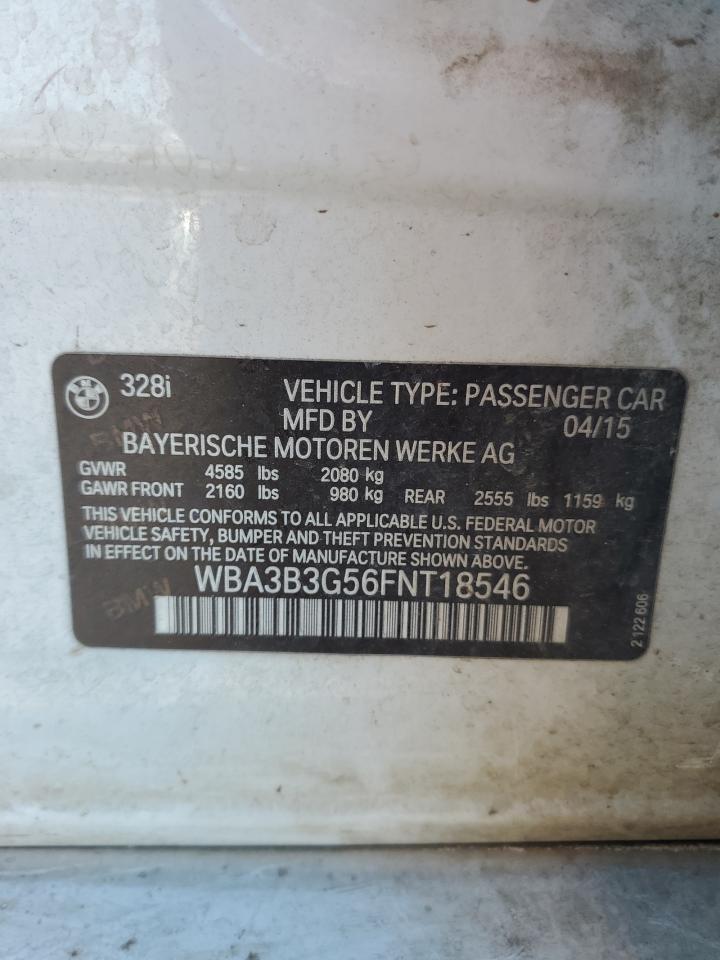 328i VEHICLE TYPE: PASSENGER CAR
MFD BY 04/15
BAYERISCHE MOTOREN WERKE AG
GVWR 4585 lbs 2080 kg
GAWR FRONT 2160 lbs 980 kg REAR 2555 lbs 1159 kg
THIS VEHICLE CONFORMS TO ALL APPLICABLE U.S. FEDERAL MOTOR
VEHICLE SAFETY, BUMPER AND THEFT PREVENTION STANDARDS
IN EFFECT ON THE DATE OF MANUFACTURE SHOWN ABOVE.
WBA3B3G56FNT18546
2 122 606
BMW
BMW
BMW